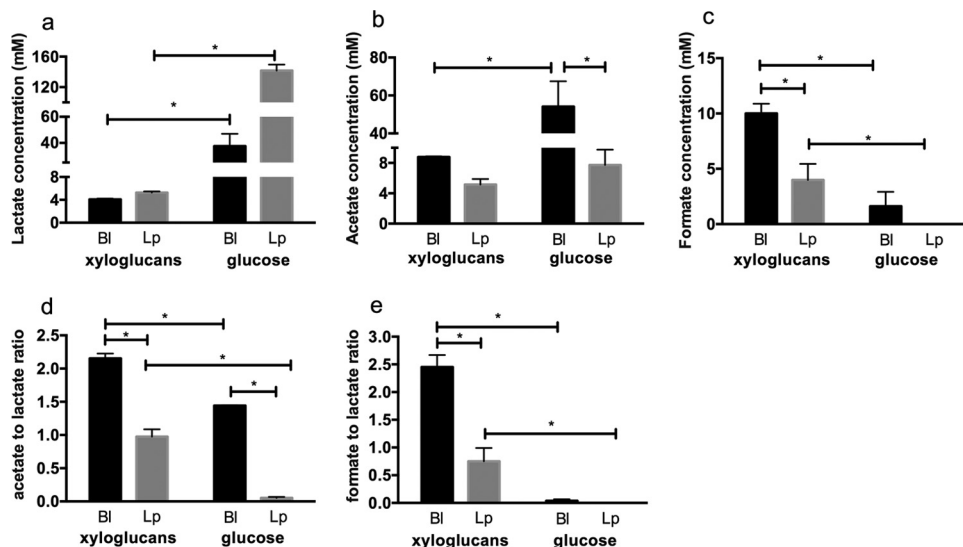 a
Lactate concentration (mM)
160
120
60
40
8
4
0
*
*
Bl Lp Bl Lp
xyloglucans glucose
b
Acetate concentration (mM)
80
60
40
8
4
0
*
*
Bl Lp Bl Lp
xyloglucans glucose
c
Formate concentration (mM)
10
5
0
*
*
*
Bl Lp Bl Lp
xyloglucans glucose
d
acetate to lactate ratio
2.5
2.0
1.5
1.0
0.5
0.0
*
*
*
*
Bl Lp Bl Lp
xyloglucans glucose
e
formate to lactate ratio
3.0
2.5
2.0
1.5
1.0
0.5
0.0
*
*
*
Bl Lp Bl Lp
xyloglucans glucose